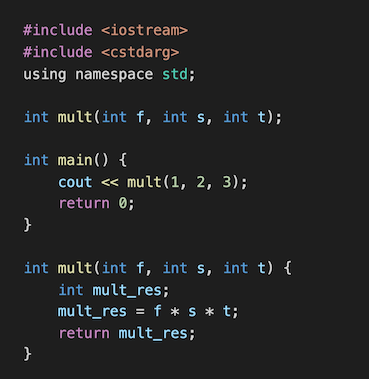 #include <iostream>
#include <cstdarg>
using namespace std;

int mult(int f, int s, int t);

int main() {
    cout << mult(1, 2, 3);
    return 0;
}

int mult(int f, int s, int t) {
    int mult_res;
    mult_res = f * s * t;
    return mult_res;
}